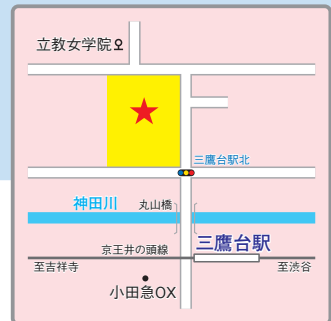 立教女学院
三鷹台駅北
神田川
丸山橋
京王井の頭線
三鷹台駅
至吉祥寺
至渋谷
小田急OX